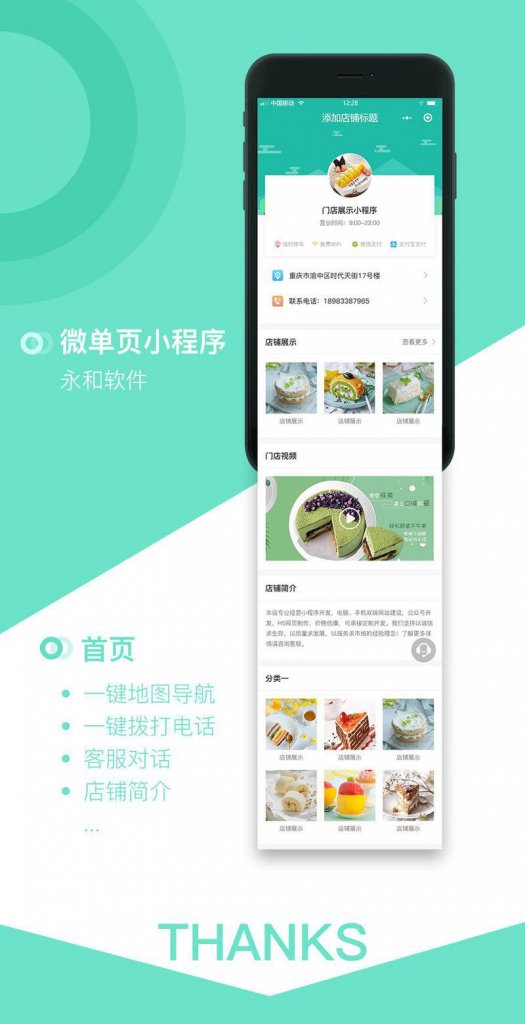 中国移动
12:28
添加店铺标题
门店展示小程序
营业时间：9:00~22:00
临时停车
免费WiFi
微信支付
支付宝支付
重庆市渝中区时代天街17号楼
联系电话：18983387965
微单页小程序
永和软件
店铺展示
查看更多
店铺展示
店铺展示
店铺展示
门店视频
店铺简介
本店专业经营小程序开发、电脑、手机双端网站建设，公众号开
发、H5网页制作，价格低廉，可承接定制开发。我们坚持以诚信
求生存、以质量求发展、以服务求市场的经营理念！了解更多详
情请咨询客服。
首页
一键地图导航
一键拨打电话
客服对话
店铺简介
...
分类一
店铺展示
店铺展示
店铺展示
店铺展示
店铺展示
店铺展示
THANKS